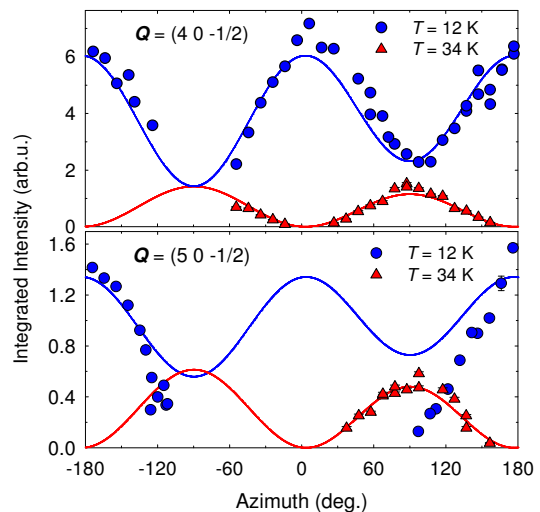 Q = (4 0 -1/2)
T = 12 K
T = 34 K
6
4
2
0
Q = (5 0 -1/2)
T = 12 K
T = 34 K
1.6
1.2
0.8
0.4
0.0
Integrated Intensity (arb.u.)
-180 -120 -60 0 60 120 180
Azimuth (deg.)